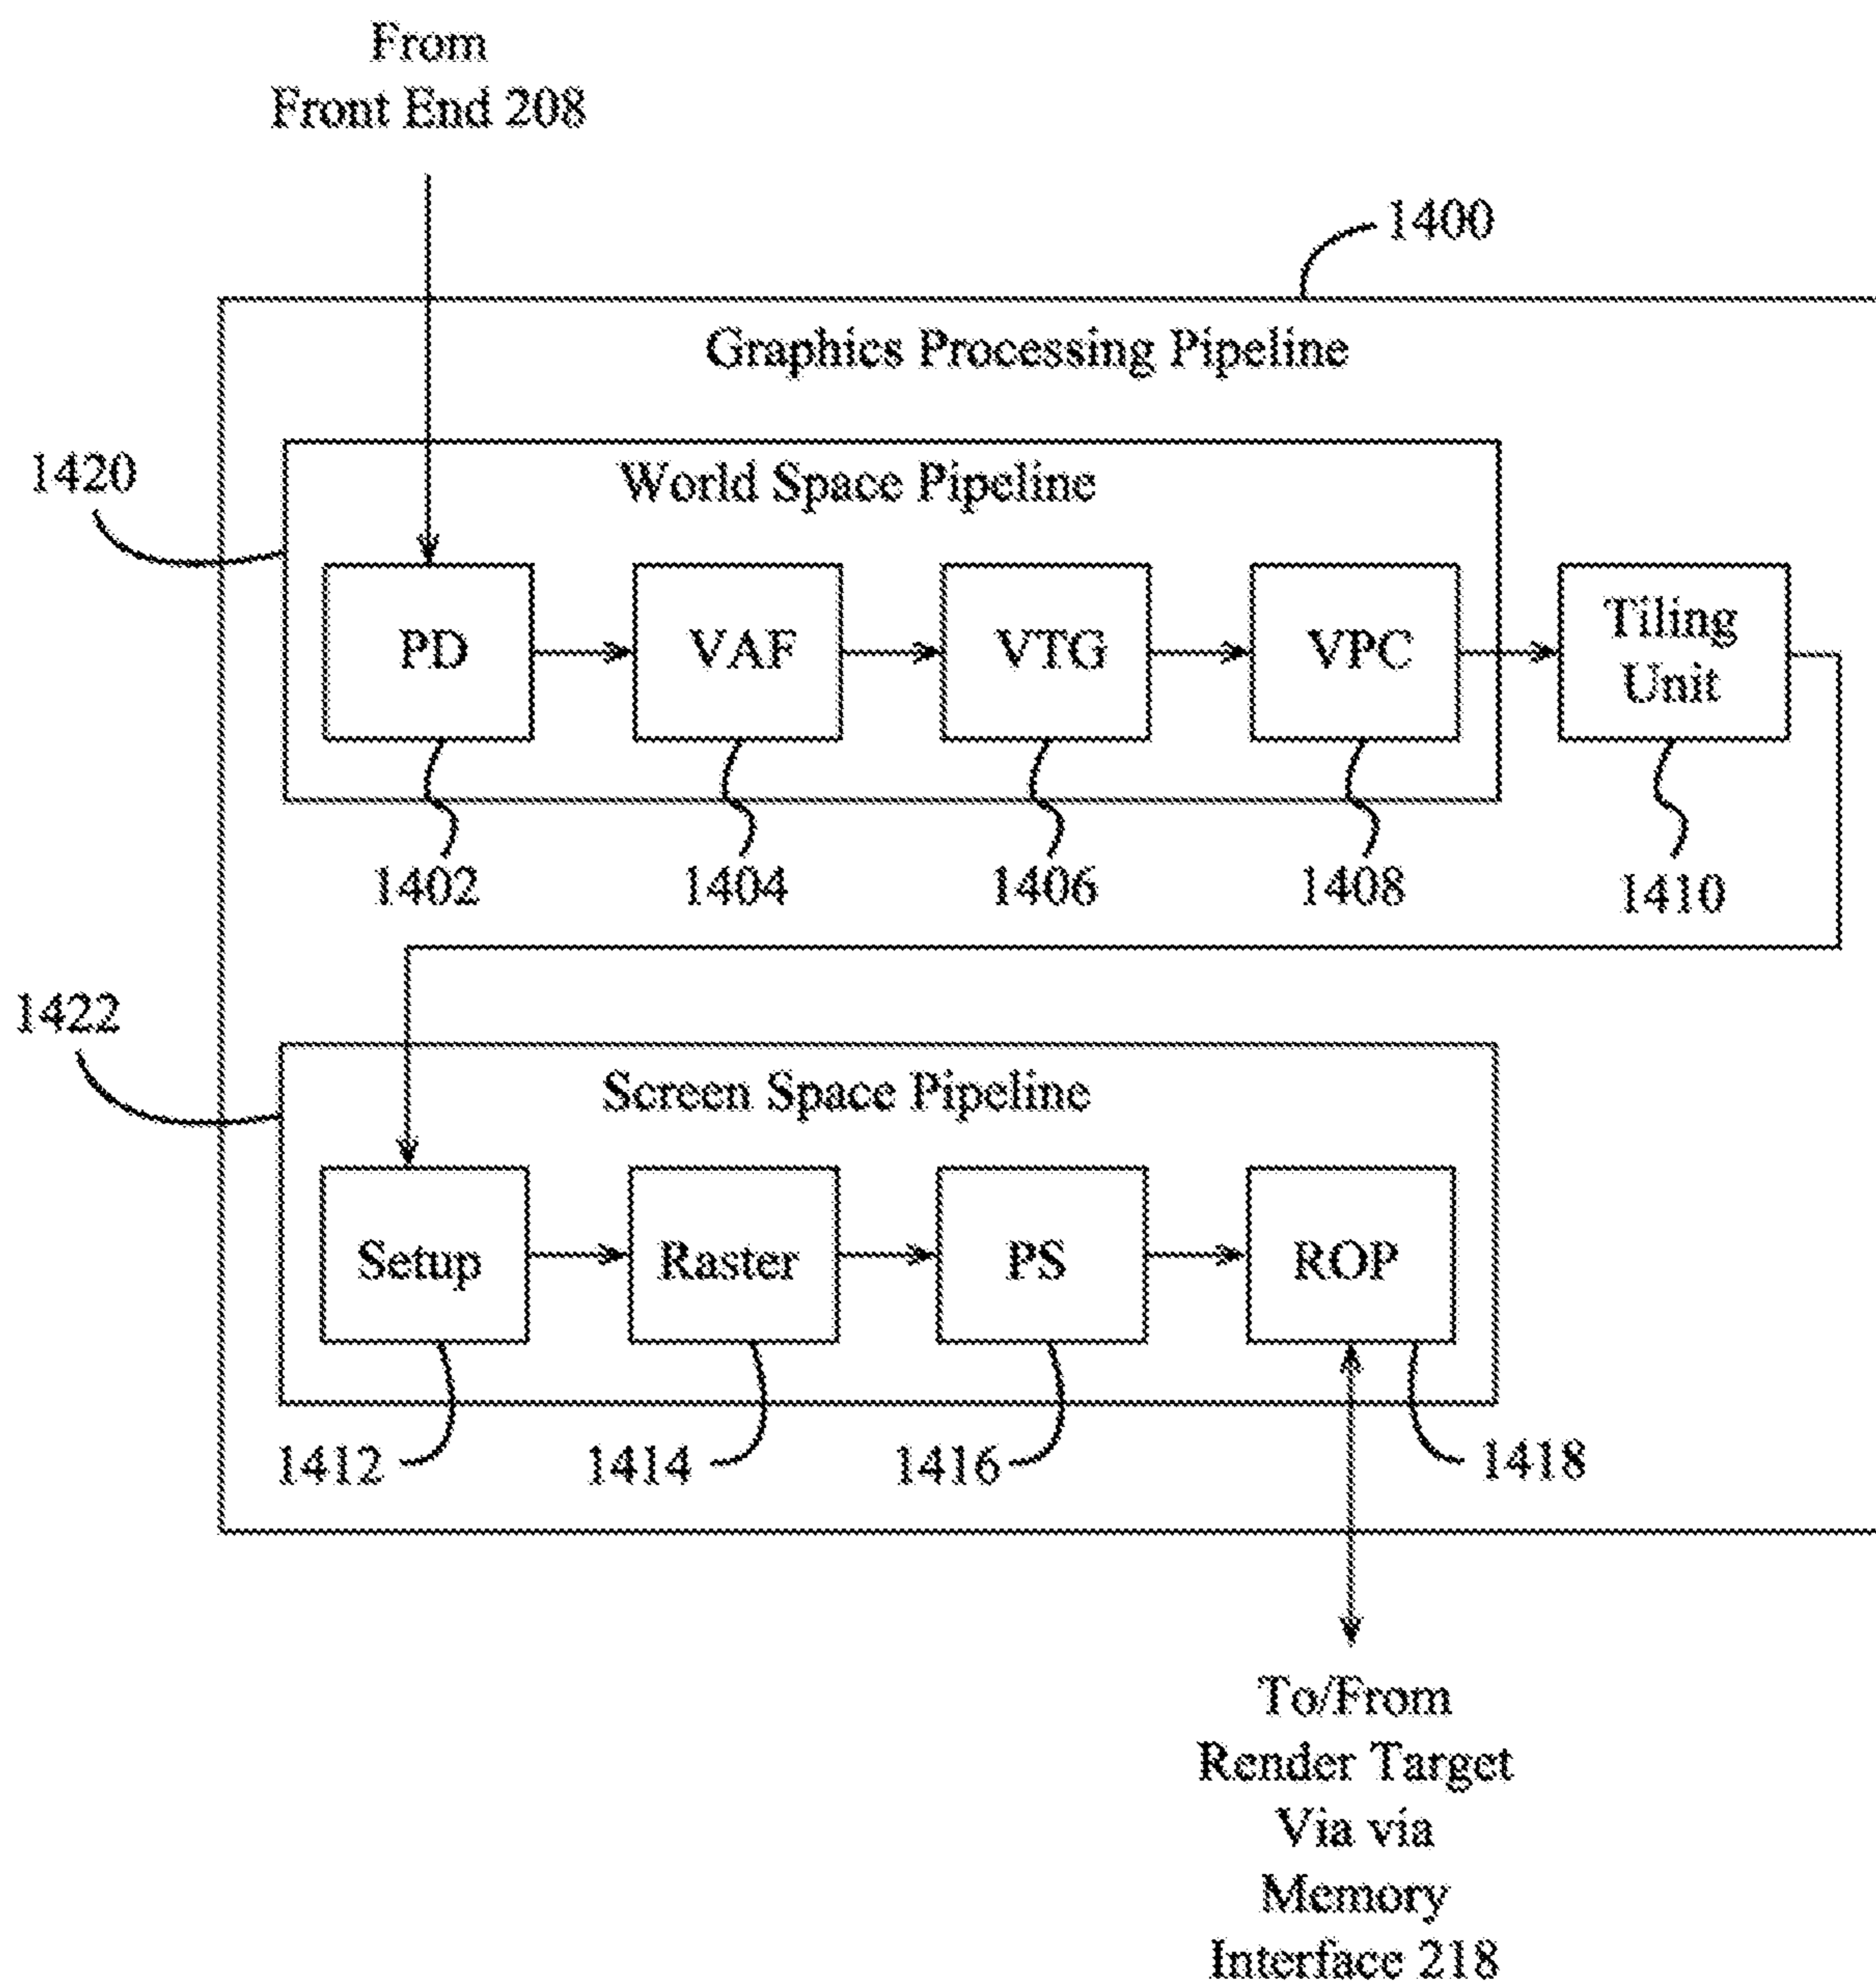 From
Front End 208
1400
Graphics Processing Pipeline
1420
World Space Pipeline
PD
VAF
VTG
VPC
Tiling
Unit
1402
1404
1406
1408
1410
1422
Screen Space Pipeline
Setup
Raster
PS
ROP
1412
1414
1416
1418
To/From
Render Target
Via via
Memory
Interface 218